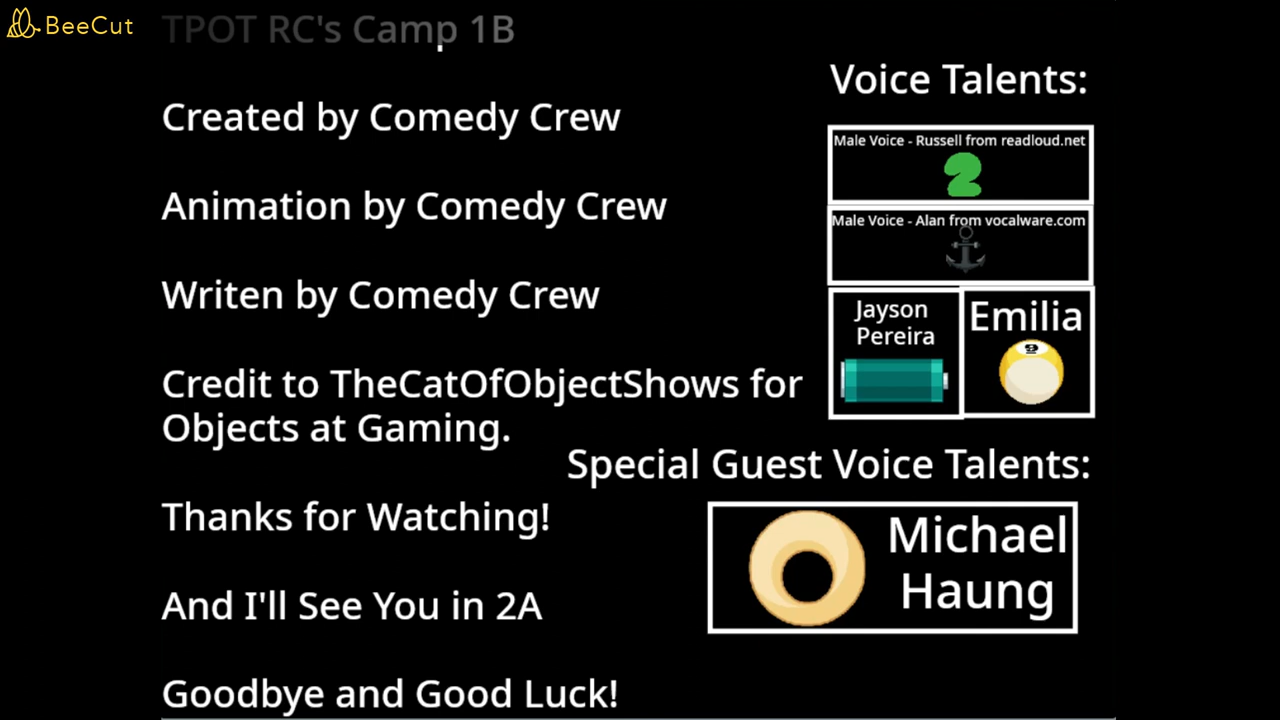 BeeCut
TPOT RC's Camp 1B
Created by Comedy Crew
Animation by Comedy Crew
Writen by Comedy Crew
Credit to TheCatOfObjectShows for
Objects at Gaming.
Thanks for Watching!
And I'll See You in 2A
Goodbye and Good Luck!
Voice Talents:
Male Voice - Russell from readloud.net
2
Male Voice - Alan from vocalware.com
Jayson
Pereira
Emilia
9
Special Guest Voice Talents:
Michael
Haung